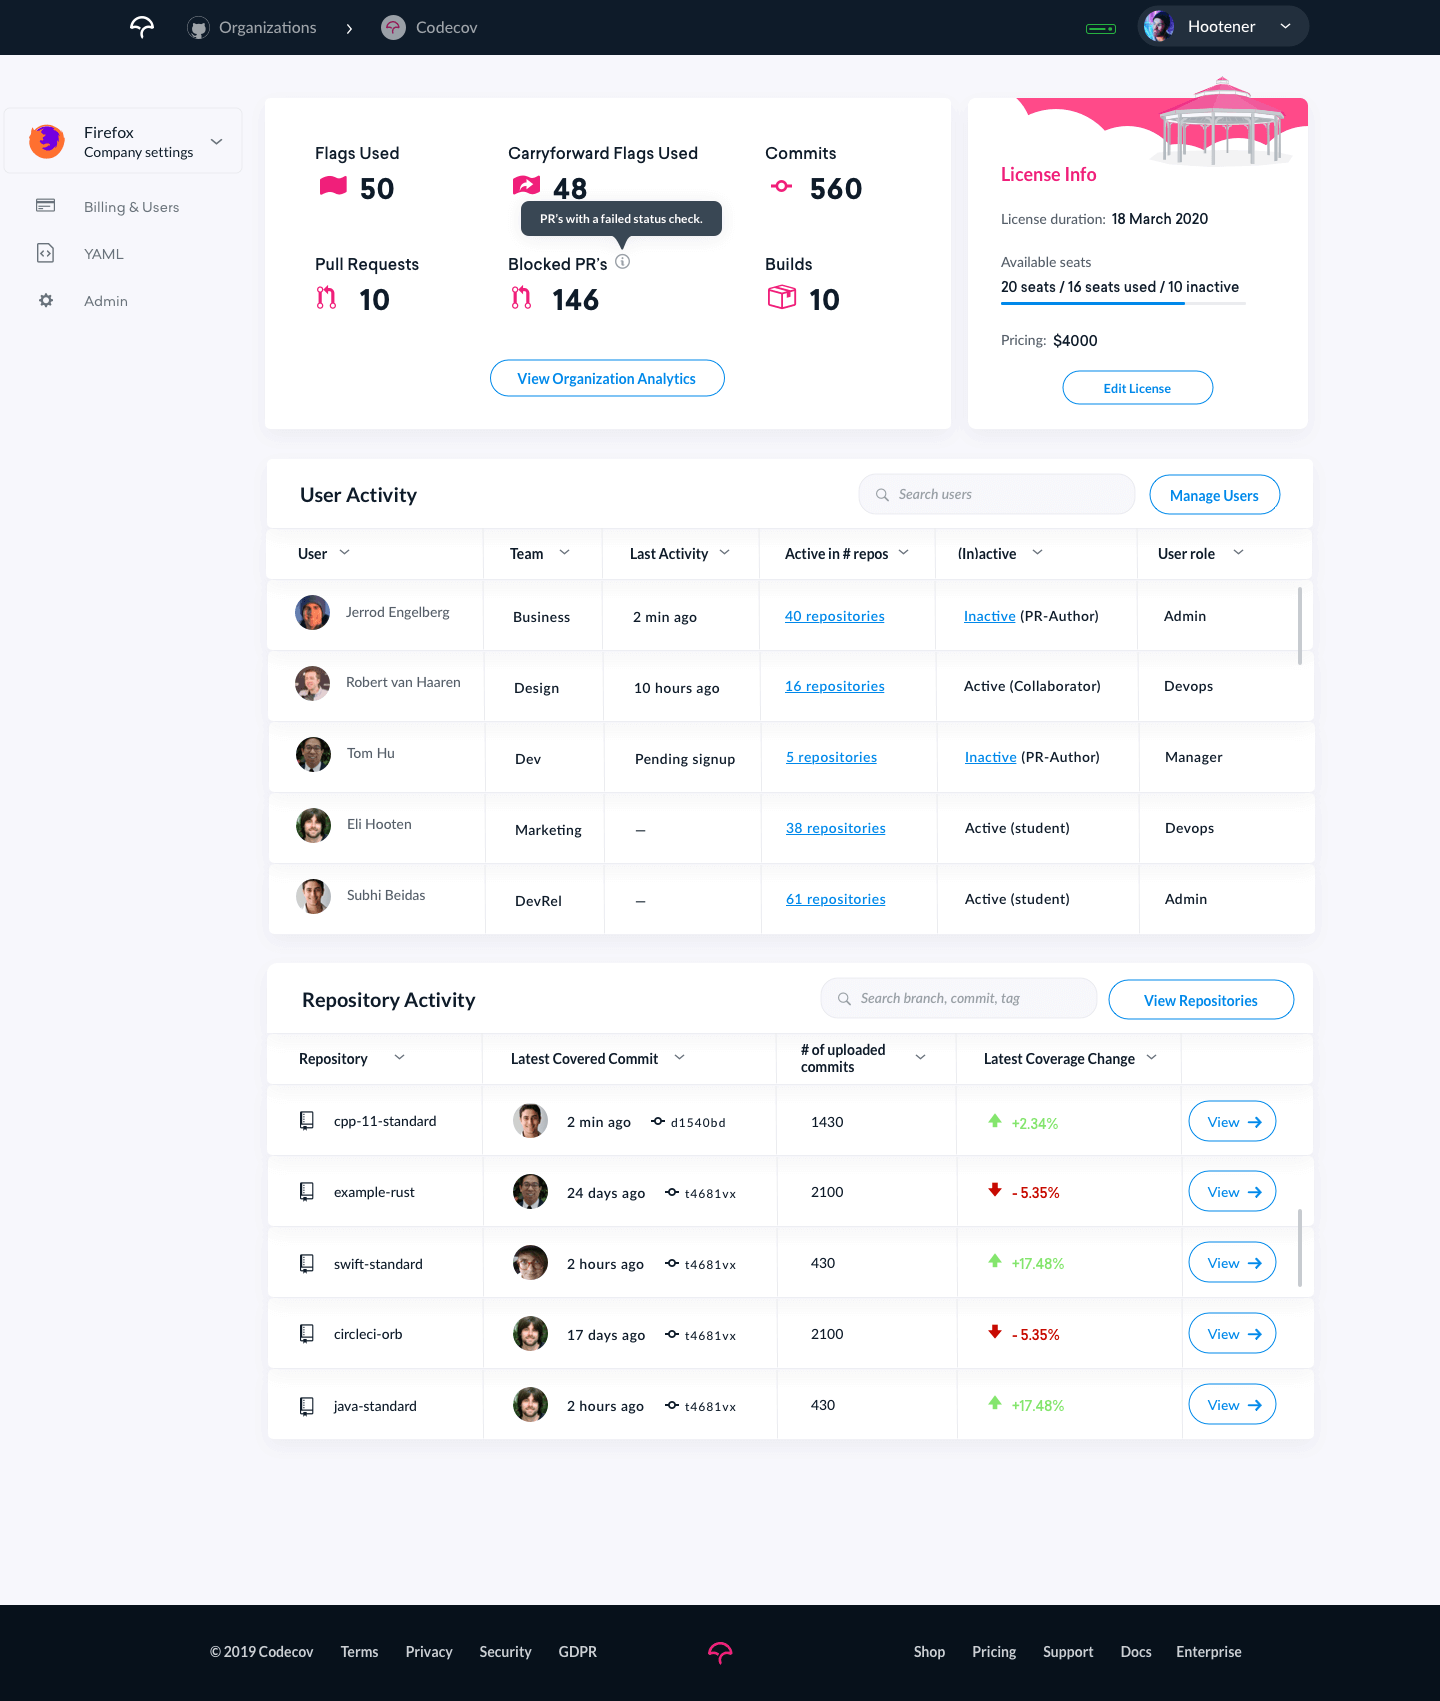 Organizations
Codecov
Hootener
Firefox
Company settings
Billing & Users
YAML
Admin
Flags Used
50
Carryforward Flags Used
48
Commits
560
PR's with a failed status check.
Pull Requests
10
Blocked PR's
146
Builds
10
View Organization Analytics
License Info
License duration: 18 March 2020
Available seats
20 seats / 16 seats used / 10 inactive
Pricing: $4000
Edit License
User Activity
Search users
Manage Users
User Team Last Activity Active in # repos (In)active User role
Jerrod Engelberg Business 2 min ago 40 repositories Inactive (PR-Author) Admin
Robert van Haaren Design 10 hours ago 16 repositories Active (Collaborator) Devops
Tom Hu Dev Pending signup 5 repositories Inactive (PR-Author) Manager
Eli Hooten Marketing – 38 repositories Active (student) Devops
Subhi Beidas DevRel – 61 repositories Active (student) Admin
Repository Activity
Search branch, commit, tag
View Repositories
Repository Latest Covered Commit # of uploaded
commits
Latest Coverage Change
cpp-11-standard 2 min ago d1540bd 1430 +2.34% View
example-rust 24 days ago t4681vx 2100 - 5.35% View
swift-standard 2 hours ago t4681vx 430 +17.48% View
circleci-orb 17 days ago t4681vx 2100 - 5.35% View
java-standard 2 hours ago t4681vx 430 +17.48% View
© 2019 Codecov Terms Privacy Security GDPR Shop Pricing Support Docs Enterprise